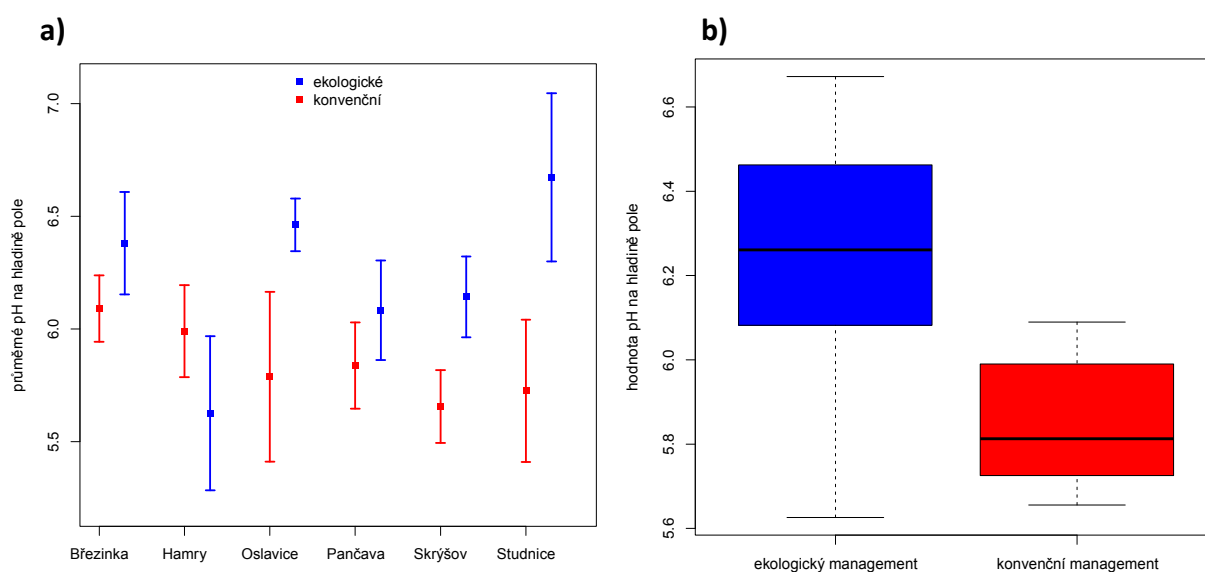 a)
ekologické
konvenční
průměrné pH na hladině pole
7.0
6.5
6.0
5.5
Březinka Hamry Oslavice Pančava Skrýšov Studnice
b)
hodnota pH na hladině pole
6.6
6.4
6.2
6.0
5.8
5.6
ekologický management konvenční management